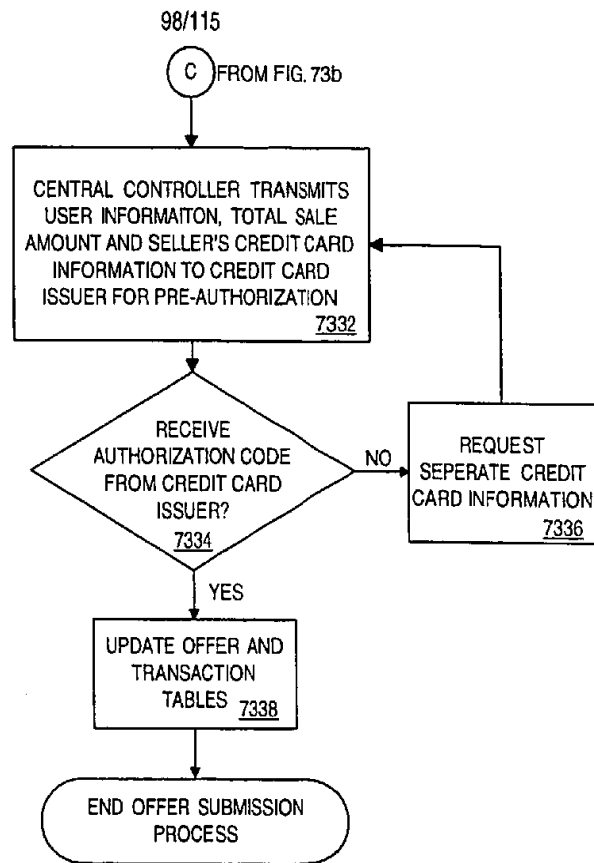 98/115
C FROM FIG. 73b
CENTRAL CONTROLLER TRANSMITS
USER INFORMAITON, TOTAL SALE
AMOUNT AND SELLER'S CREDIT CARD
INFORMATION TO CREDIT CARD
ISSUER FOR PRE-AUTHORIZATION
7332
RECEIVE
AUTHORIZATION CODE
FROM CREDIT CARD
ISSUER?
7334
NO
REQUEST
SEPERATE CREDIT
CARD INFORMATION
7336
YES
UPDATE OFFER AND
TRANSACTION
TABLES 7338
END OFFER SUBMISSION
PROCESS